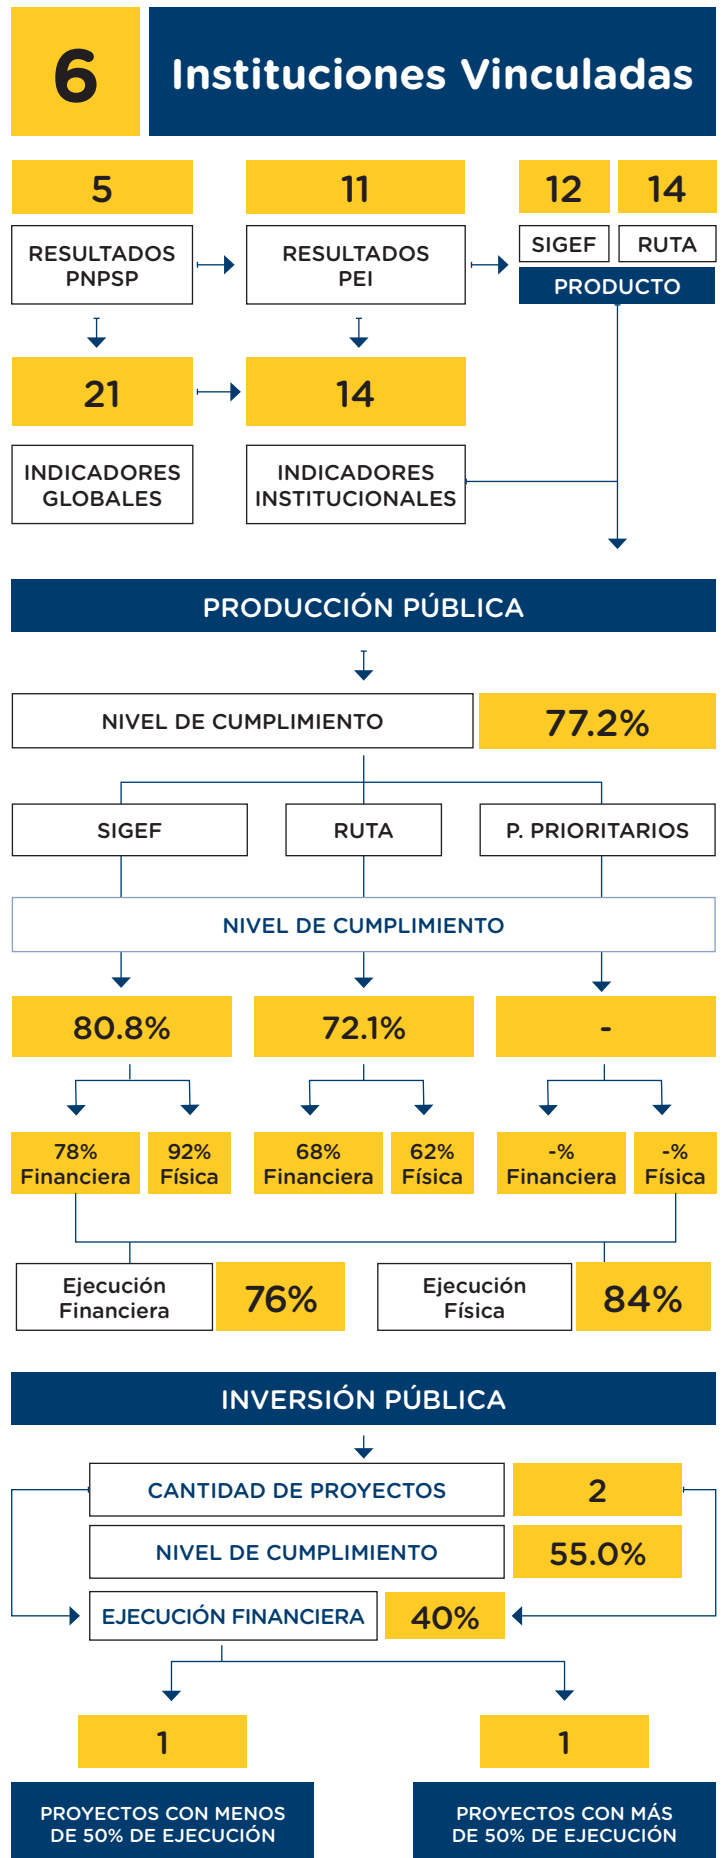 6
Instituciones Vinculadas
5
11
12
14
RESULTADOS
PNPSP
RESULTADOS
PEI
SIGEF
RUTA
PRODUCTO
21
14
INDICADORES
GLOBALES
INDICADORES
INSTITUCIONALES
PRODUCCIÓN PÚBLICA
NIVEL DE CUMPLIMIENTO
77.2%
SIGEF
RUTA
P. PRIORITARIOS
NIVEL DE CUMPLIMIENTO
80.8%
72.1%
-
78%
Financiera
92%
Física
68%
Financiera
62%
Física
-%
Financiera
-%
Física
Ejecución
Financiera
76%
Ejecución
Física
84%
INVERSIÓN PÚBLICA
CANTIDAD DE PROYECTOS
2
NIVEL DE CUMPLIMIENTO
55.0%
EJECUCIÓN FINANCIERA
40%
1
1
PROYECTOS CON MENOS
DE 50% DE EJECUCIÓN
PROYECTOS CON MÁS
DE 50% DE EJECUCIÓN